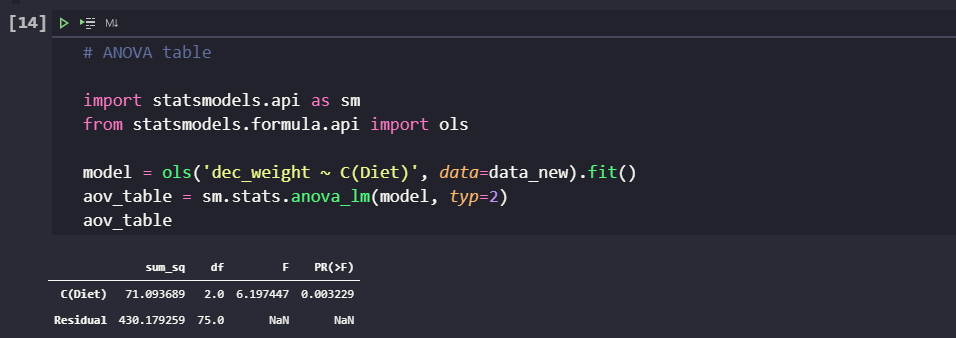 [14] M↓
# ANOVA table
import statsmodels.api as sm
from statsmodels.formula.api import ols
model = ols('dec_weight ~ C(Diet)', data=data_new).fit()
aov_table = sm.stats.anova_lm(model, typ=2)
aov_table
sum_sq df F PR(>F)
C(Diet) 71.093689 2.0 6.197447 0.003229
Residual 430.179259 75.0 NaN NaN